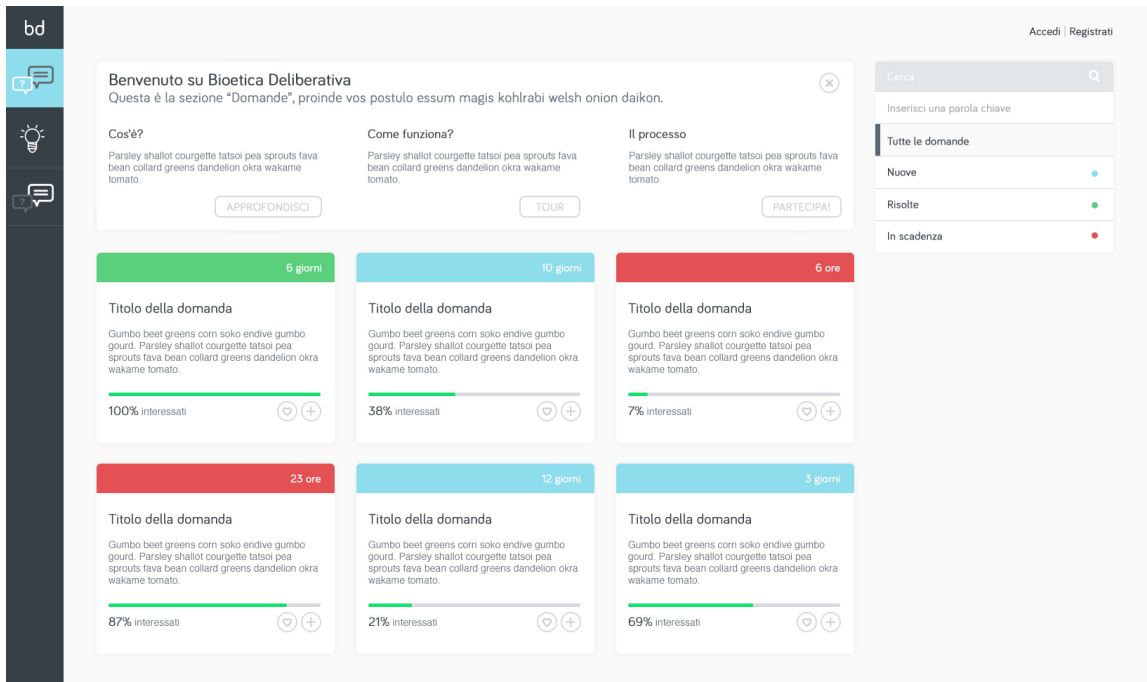 bd
Accedi | Registrati
Benvenuto su Bioetica Deliberativa
Questa è la sezione “Domande”, proinde vos postulo essum magis kohlrabi welsh onion daikon.
Cos'è?
Parsley shallot courgette tatsoi pea sprouts fava
bean collard greens dandelion okra wakame
tomato.
APPROFONDISCI
Come funziona?
Parsley shallot courgette tatsoi pea sprouts fava
bean collard greens dandelion okra wakame
tomato.
TOUR
Il processo
Parsley shallot courgette tatsoi pea sprouts fava
bean collard greens dandelion okra wakame
tomato.
PARTECIPA!
Cerca
Inserisci una parola chiave
Tutte le domande
Nuove
Risolte
In scadenza
6 giorni
Titolo della domanda
Gumbo beet greens corn soko endive gumbo
gourd. Parsley shallot courgette tatsoi pea
sprouts fava bean collard greens dandelion okra
wakame tomato.
100% interessati
10 giorni
Titolo della domanda
Gumbo beet greens corn soko endive gumbo
gourd. Parsley shallot courgette tatsoi pea
sprouts fava bean collard greens dandelion okra
wakame tomato.
38% interessati
6 ore
Titolo della domanda
Gumbo beet greens corn soko endive gumbo
gourd. Parsley shallot courgette tatsoi pea
sprouts fava bean collard greens dandelion okra
wakame tomato.
7% interessati
23 ore
Titolo della domanda
Gumbo beet greens corn soko endive gumbo
gourd. Parsley shallot courgette tatsoi pea
sprouts fava bean collard greens dandelion okra
wakame tomato.
87% interessati
12 giorni
Titolo della domanda
Gumbo beet greens corn soko endive gumbo
gourd. Parsley shallot courgette tatsoi pea
sprouts fava bean collard greens dandelion okra
wakame tomato.
21% interessati
3 giorni
Titolo della domanda
Gumbo beet greens corn soko endive gumbo
gourd. Parsley shallot courgette tatsoi pea
sprouts fava bean collard greens dandelion okra
wakame tomato.
69% interessati